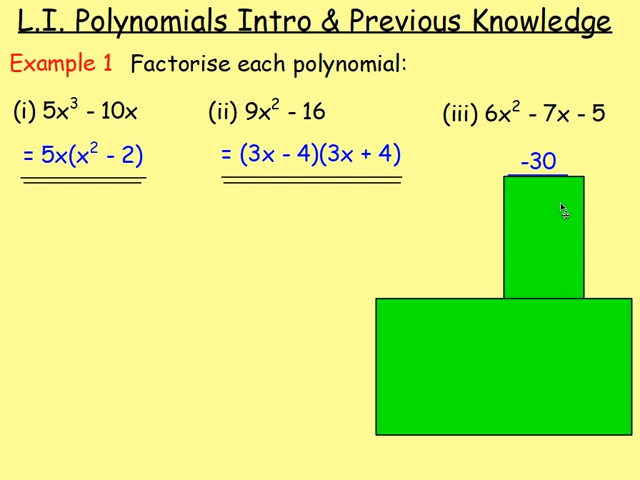 L.I. Polynomials Intro & Previous Knowledge
Example 1 Factorise each polynomial:
(i) 5x³ - 10x (ii) 9x² - 16 (iii) 6x² - 7x - 5
= 5x(x² - 2) = (3x - 4)(3x + 4) -30